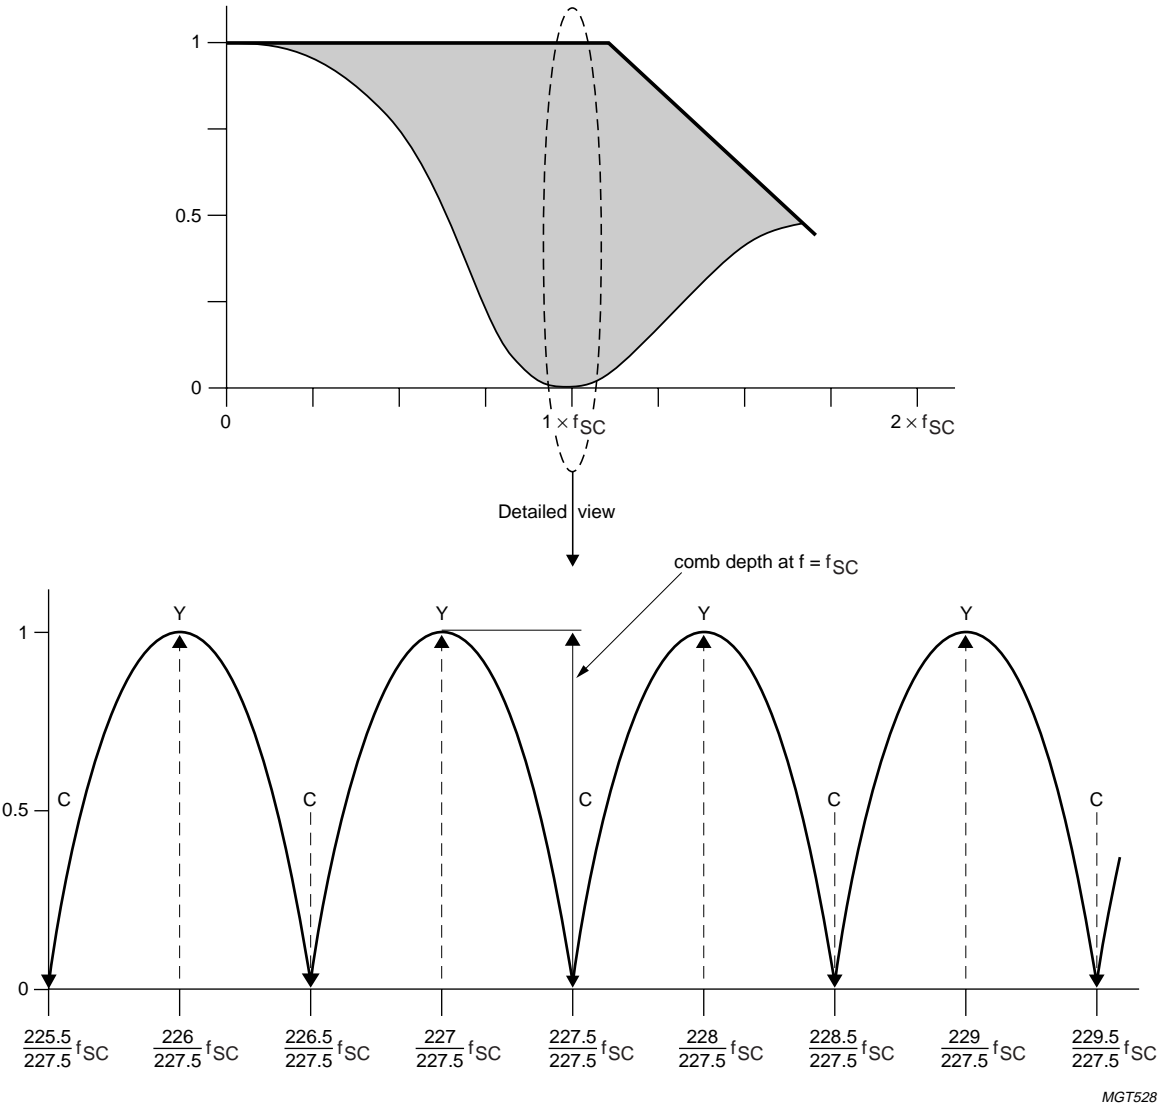 1
0.5
0
0
1 × fSC
2 × fSC
Detailed view
comb depth at f = fSC
Y
Y
Y
Y
1
C
C
C
C
C
0.5
0
225.5/227.5 fSC
226/227.5 fSC
226.5/227.5 fSC
227/227.5 fSC
227.5/227.5 fSC
228/227.5 fSC
228.5/227.5 fSC
229/227.5 fSC
229.5/227.5 fSC
MGT528